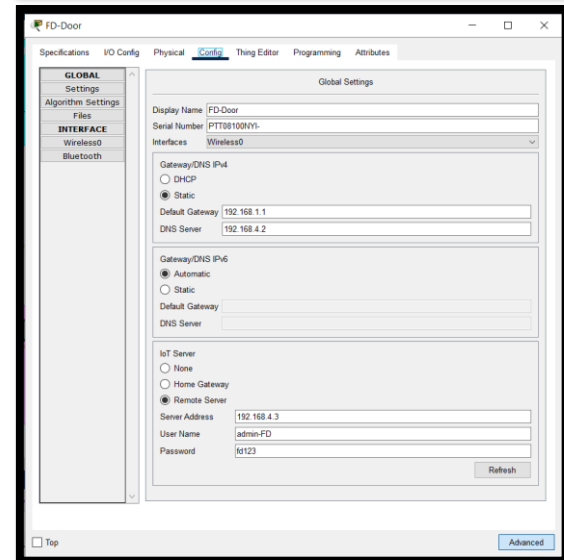 FD-Door
Specifications I/O Config Physical Config Thing Editor Programming Attributes
GLOBAL
Settings
Algorithm Settings
Files
INTERFACE
Wireless0
Bluetooth
Global Settings
Display Name FD-Door
Serial Number PTT08100NYI-
Interfaces Wireless0
Gateway/DNS IPv4
DHCP
Static
Default Gateway 192.168.1.1
DNS Server 192.168.4.2
Gateway/DNS IPv6
Automatic
Static
Default Gateway
DNS Server
IoT Server
None
Home Gateway
Remote Server
Server Address 192.168.4.3
User Name admin-FD
Password fd123
Refresh
Top Advanced